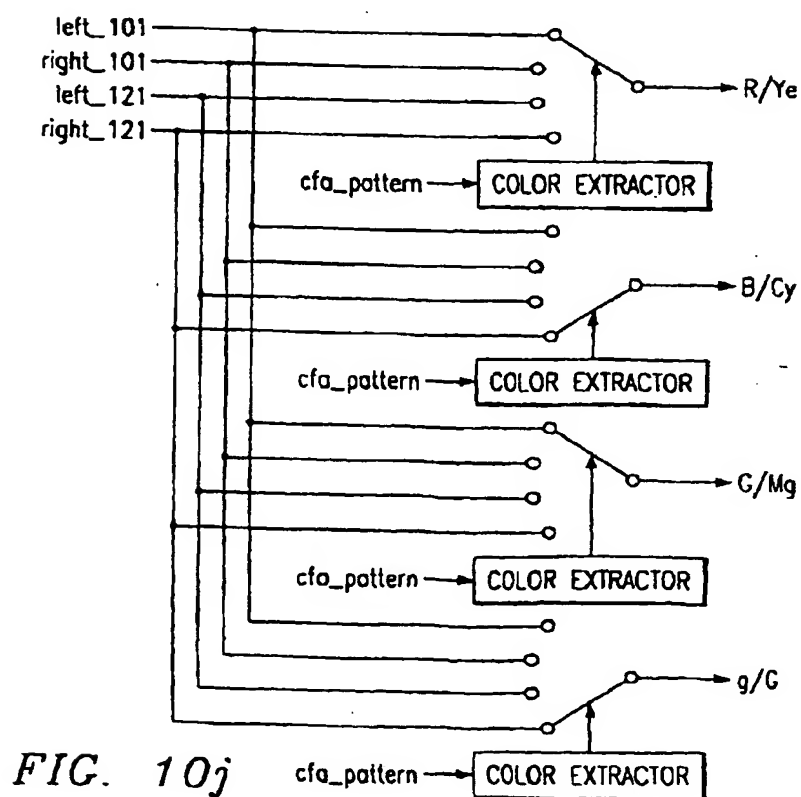 left_101
right_101
left_121
right_121
R/Ye
cfa_pattern
COLOR EXTRACTOR
B/Cy
cfa_pattern
COLOR EXTRACTOR
G/Mg
cfa_pattern
COLOR EXTRACTOR
g/G
FIG. 10j
cfa_pattern
COLOR EXTRACTOR